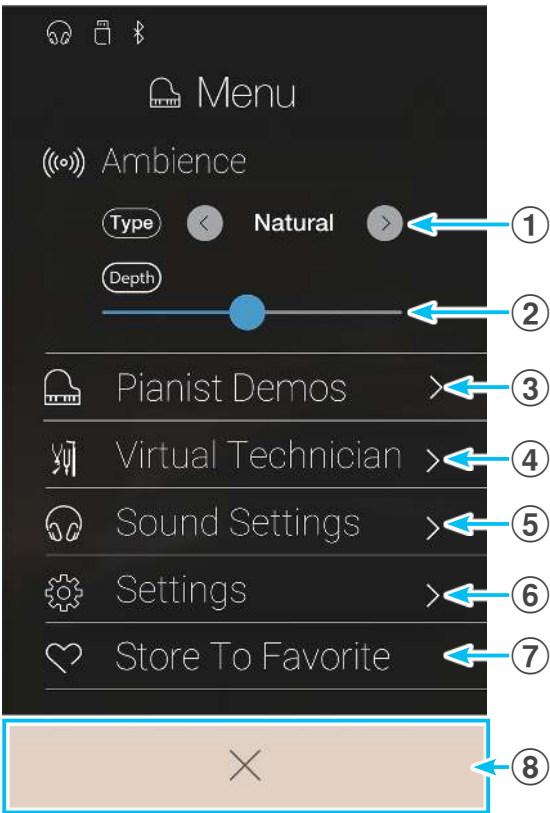 Menu
Ambience
Type Natural ①
Depth
②
Pianist Demos ③
Virtual Technician ④
Sound Settings ⑤
Settings ⑥
Store To Favorite ⑦
⑧